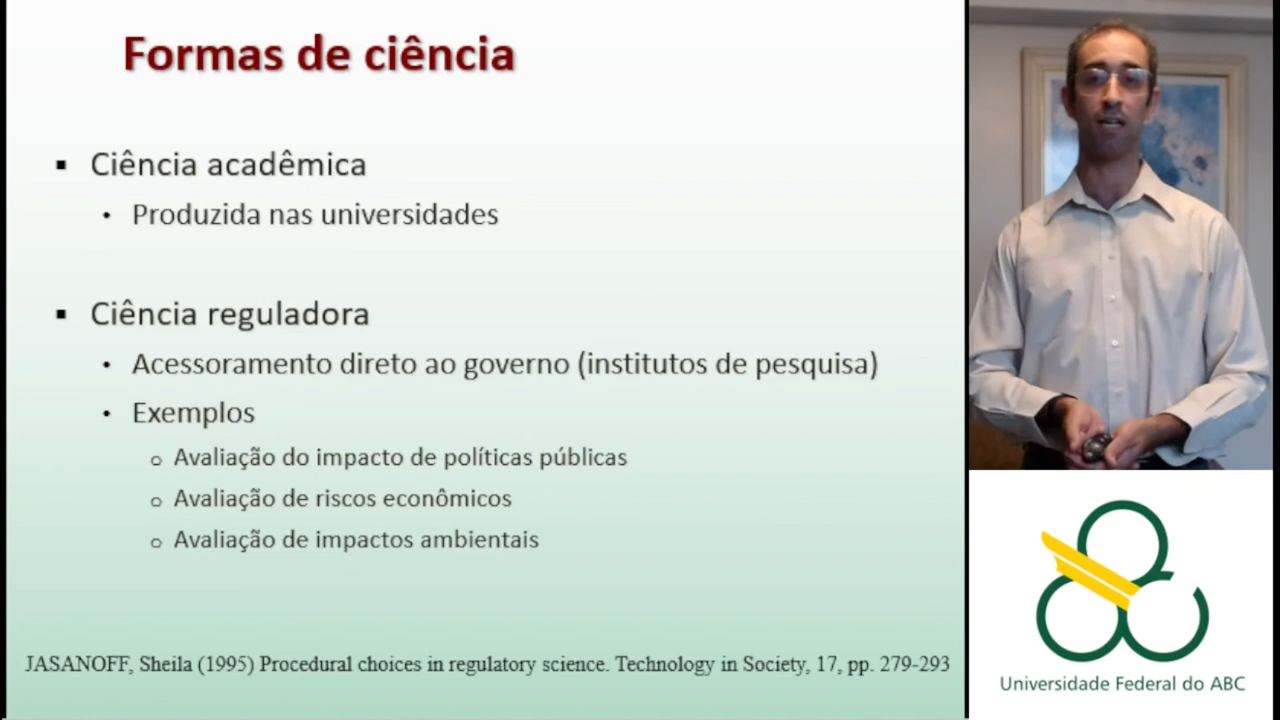 Formas de ciência
▪ Ciência acadêmica
• Produzida nas universidades
▪ Ciência reguladora
• Acessoramento direto ao governo (institutos de pesquisa)
• Exemplos
o Avaliação do impacto de políticas públicas
o Avaliação de riscos econômicos
o Avaliação de impactos ambientais
JASANOFF, Sheila (1995) Procedural choices in regulatory science. Technology in Society, 17, pp. 279-293
Universidade Federal do ABC